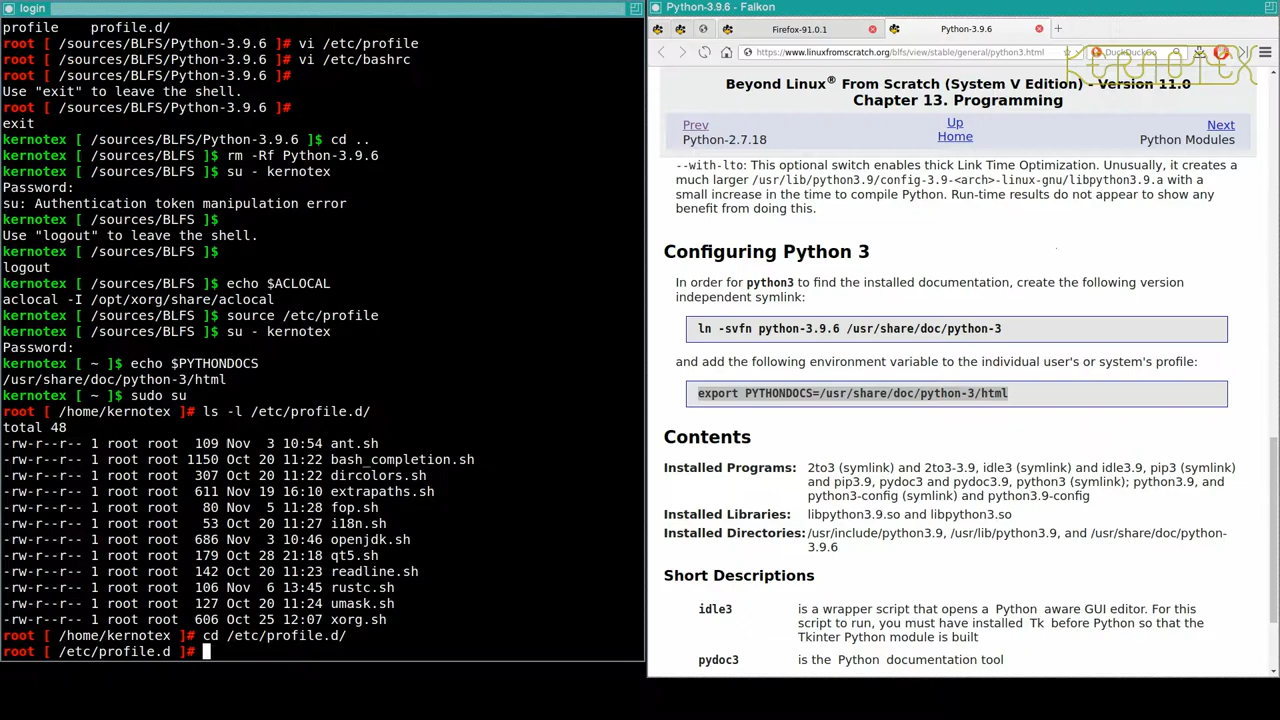 login
profile    profile.d/
root [ /sources/BLFS/Python-3.9.6 ]# vi /etc/profile
root [ /sources/BLFS/Python-3.9.6 ]# vi /etc/bashrc
root [ /sources/BLFS/Python-3.9.6 ]#
Use "exit" to leave the shell.
root [ /sources/BLFS/Python-3.9.6 ]#
exit
kernotex [ /sources/BLFS/Python-3.9.6 ]$ cd ..
kernotex [ /sources/BLFS ]$ rm -Rf Python-3.9.6
kernotex [ /sources/BLFS ]$ su - kernotex
Password:
su: Authentication token manipulation error
kernotex [ /sources/BLFS ]$
Use "logout" to leave the shell.
kernotex [ /sources/BLFS ]$
logout
kernotex [ /sources/BLFS ]$ echo $ACLOCAL
aclocal -I /opt/xorg/share/aclocal
kernotex [ /sources/BLFS ]$ source /etc/profile
kernotex [ /sources/BLFS ]$ su - kernotex
Password:
kernotex [ ~ ]$ echo $PYTHONDOCS
/usr/share/doc/python-3/html
kernotex [ ~ ]$ sudo su
root [ /home/kernotex ]# ls -l /etc/profile.d/
total 48
-rw-r--r-- 1 root root  109 Nov  3 10:54 ant.sh
-rw-r--r-- 1 root root 1150 Oct 20 11:22 bash_completion.sh
-rw-r--r-- 1 root root  307 Oct 20 11:22 dircolors.sh
-rw-r--r-- 1 root root  611 Nov 19 16:10 extrapaths.sh
-rw-r--r-- 1 root root   80 Nov  5 11:28 fop.sh
-rw-r--r-- 1 root root   53 Oct 20 11:27 i18n.sh
-rw-r--r-- 1 root root  686 Nov  3 10:46 openjdk.sh
-rw-r--r-- 1 root root  179 Oct 28 21:18 qt5.sh
-rw-r--r-- 1 root root  142 Oct 20 11:23 readline.sh
-rw-r--r-- 1 root root  106 Nov  6 13:45 rustc.sh
-rw-r--r-- 1 root root  127 Oct 20 11:24 umask.sh
-rw-r--r-- 1 root root  606 Oct 25 12:07 xorg.sh
root [ /home/kernotex ]# cd /etc/profile.d/
root [ /etc/profile.d ]#
Python-3.9.6 - Falkon
Firefox-91.0.1
Python-3.9.6
https://www.linuxfromscratch.org/blfs/view/stable/general/python3.html
DuckDuckGo
KERNOTEX
Beyond Linux® From Scratch (System V Edition) - Version 11.0
Chapter 13. Programming
Prev
Up
Next
Python-2.7.18
Home
Python Modules
--with-lto: This optional switch enables thick Link Time Optimization. Unusually, it creates a
much larger /usr/lib/python3.9/config-3.9-<arch>-linux-gnu/libpython3.9.a with a
small increase in the time to compile Python. Run-time results do not appear to show any
benefit from doing this.
Configuring Python 3
In order for python3 to find the installed documentation, create the following version
independent symlink:
ln -svfn python-3.9.6 /usr/share/doc/python-3
and add the following environment variable to the individual user's or system's profile:
export PYTHONDOCS=/usr/share/doc/python-3/html
Contents
Installed Programs: 2to3 (symlink) and 2to3-3.9, idle3 (symlink) and idle3.9, pip3 (symlink)
and pip3.9, pydoc3 and pydoc3.9, python3 (symlink); python3.9, and
python3-config (symlink) and python3.9-config
Installed Libraries: libpython3.9.so and libpython3.so
Installed Directories: /usr/include/python3.9, /usr/lib/python3.9, and /usr/share/doc/python-
3.9.6
Short Descriptions
idle3 is a wrapper script that opens a Python aware GUI editor. For this
script to run, you must have installed Tk before Python so that the
Tkinter Python module is built
pydoc3 is the Python documentation tool